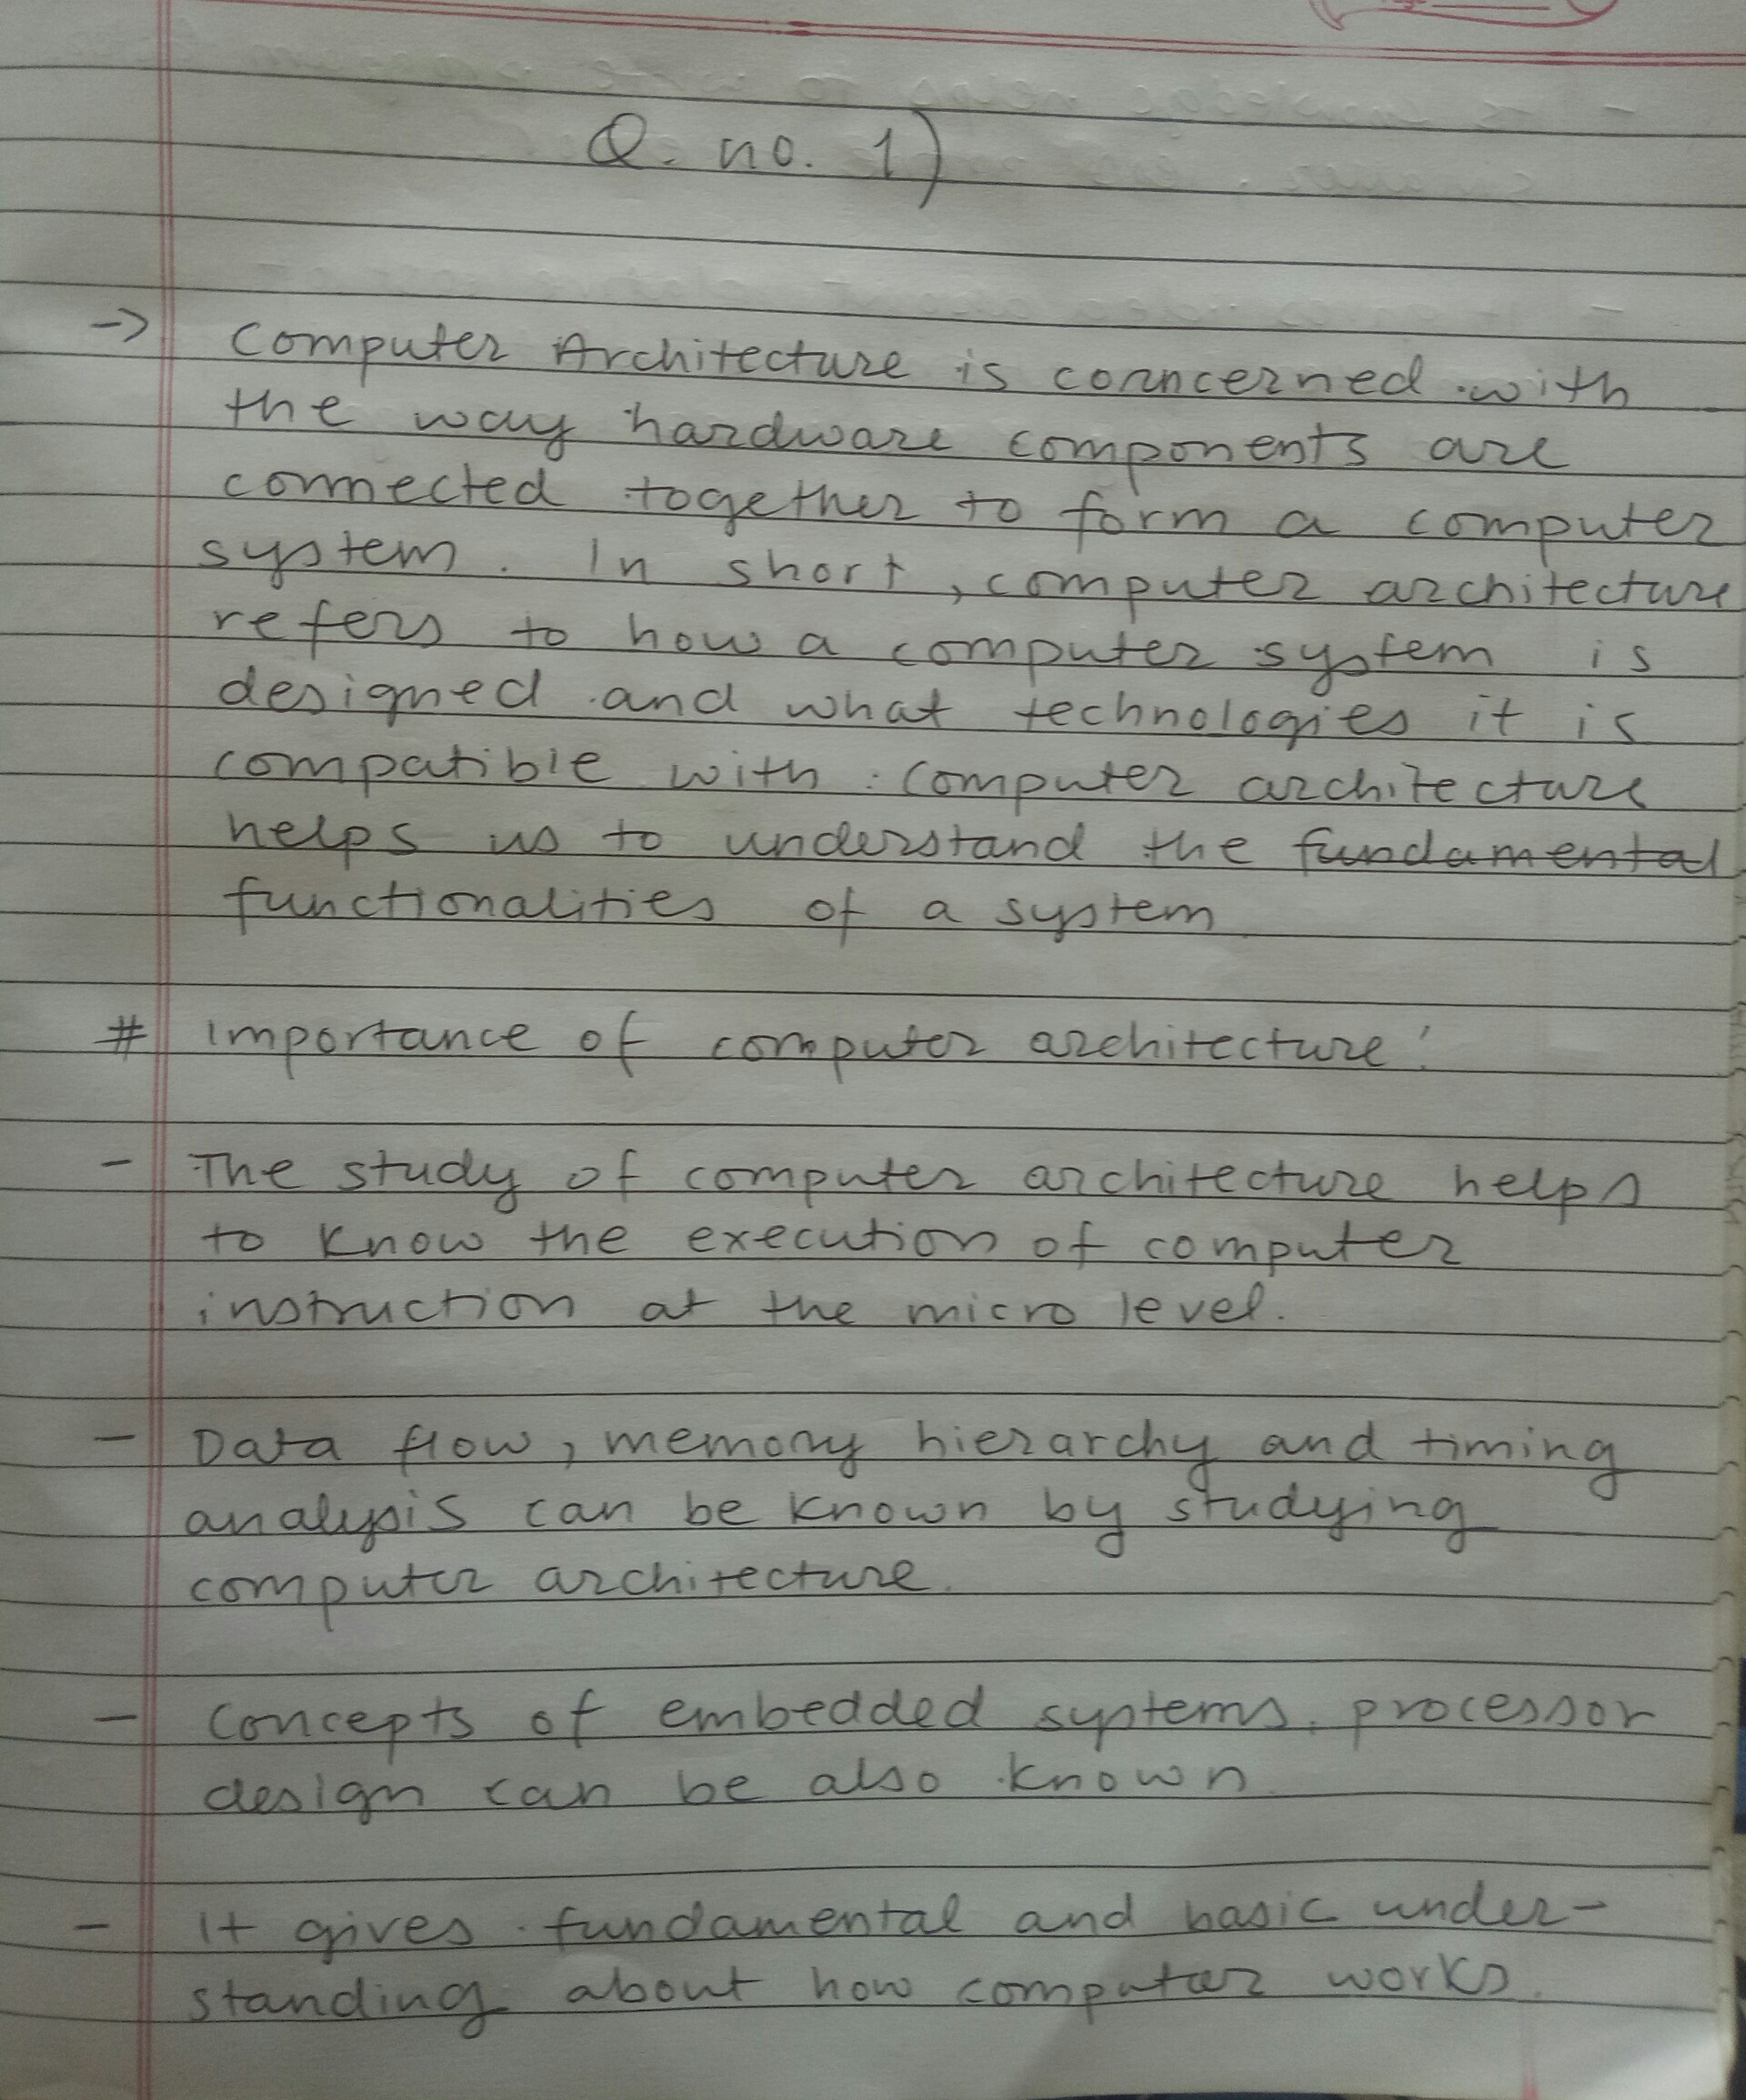 Q. no. 1)
-> Computer Architecture is conncerned with
the way hardware components are
connected together to form a computer
system. In short, computer architecture
refers to how a computer system is
designed and what technologies it is
compatible with. Computer architecture
helps us to understand the fundamental
functionalities of a system
# Importance of computer architecture:
- The study of computer architecture helps
to know the execution of computer
instruction at the micro level.
- Data flow, memory hierarchy and timing
analysis can be known by studying
computer architecture.
- Concepts of embedded systems, processor
design can be also known
- It gives fundamental and basic under-
standing about how computer works.